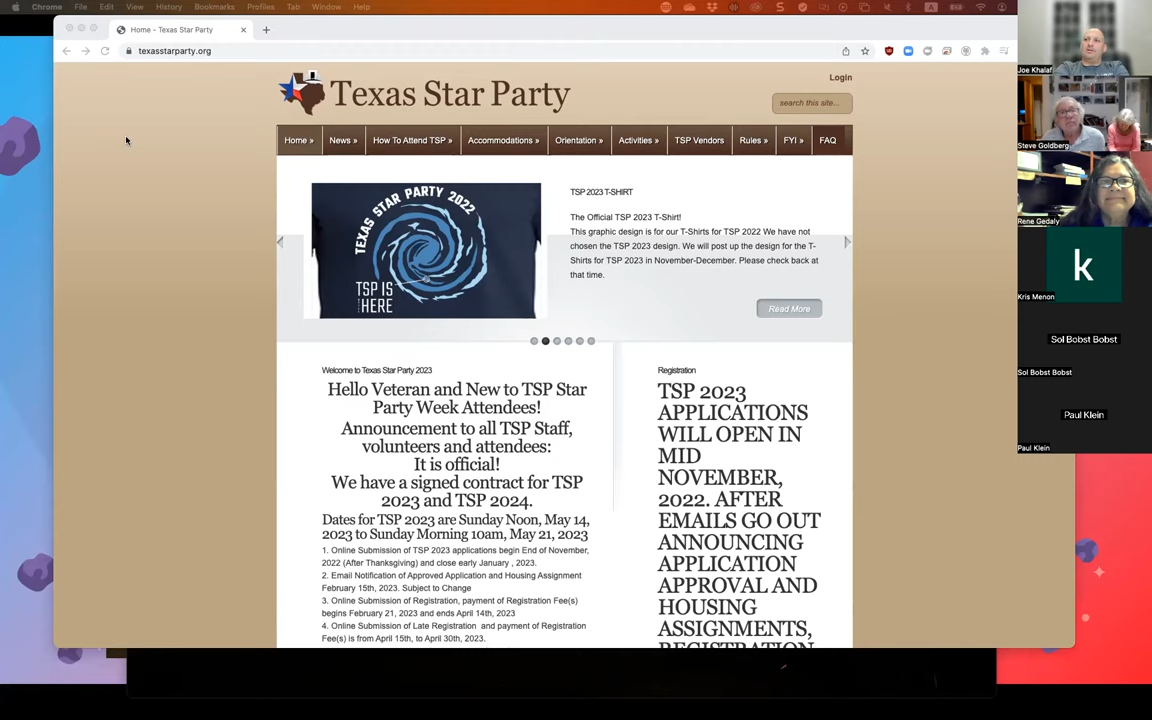 Chrome File Edit View History Bookmarks Profiles Tab Window Help
Home - Texas Star Party
texasstarparty.org
Texas Star Party
Login
search this site...
Home » News » How To Attend TSP » Accommodations » Orientation » Activities » TSP Vendors Rules » FYI » FAQ
TEXAS STAR PARTY 2022
TSP IS
HERE
TSP 2023 T-SHIRT
The Official TSP 2023 T-Shirt!
This graphic design is for our T-Shirts for TSP 2022 We have not
chosen the TSP 2023 design. We will post up the design for the T-
Shirts for TSP 2023 in November-December. Please check back at
that time.
Read More
Welcome to Texas Star Party 2023
Hello Veteran and New to TSP Star
Party Week Attendees!
Announcement to all TSP Staff,
volunteers and attendees:
It is official!
We have a signed contract for TSP
2023 and TSP 2024.
Dates for TSP 2023 are Sunday Noon, May 14,
2023 to Sunday Morning 10am, May 21, 2023
1. Online Submission of TSP 2023 applications begin End of November,
2022 (After Thanksgiving) and close early January , 2023.
2. Email Notification of Approved Application and Housing Assignment
February 15th, 2023. Subject to Change
3. Online Submission of Registration, payment of Registration Fee(s)
begins February 21, 2023 and ends April 14th, 2023
4. Online Submission of Late Registration and payment of Registration
Fee(s) is from April 15th, to April 30th, 2023.
Registration
TSP 2023
APPLICATIONS
WILL OPEN IN
MID
NOVEMBER,
2022. AFTER
EMAILS GO OUT
ANNOUNCING
APPLICATION
APPROVAL AND
HOUSING
ASSIGNMENTS,
REGISTRATION
Joe Khalaf
Steve Goldberg
Rene Gedaly
k
Kris Menon
Sol Bobst Bobst
Sol Bobst Bobst
Paul Klein
Paul Klein